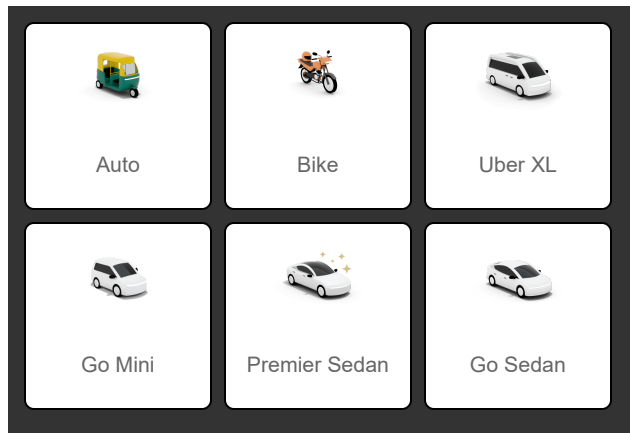 Auto
Bike
Uber XL
Go Mini
Premier Sedan
Go Sedan